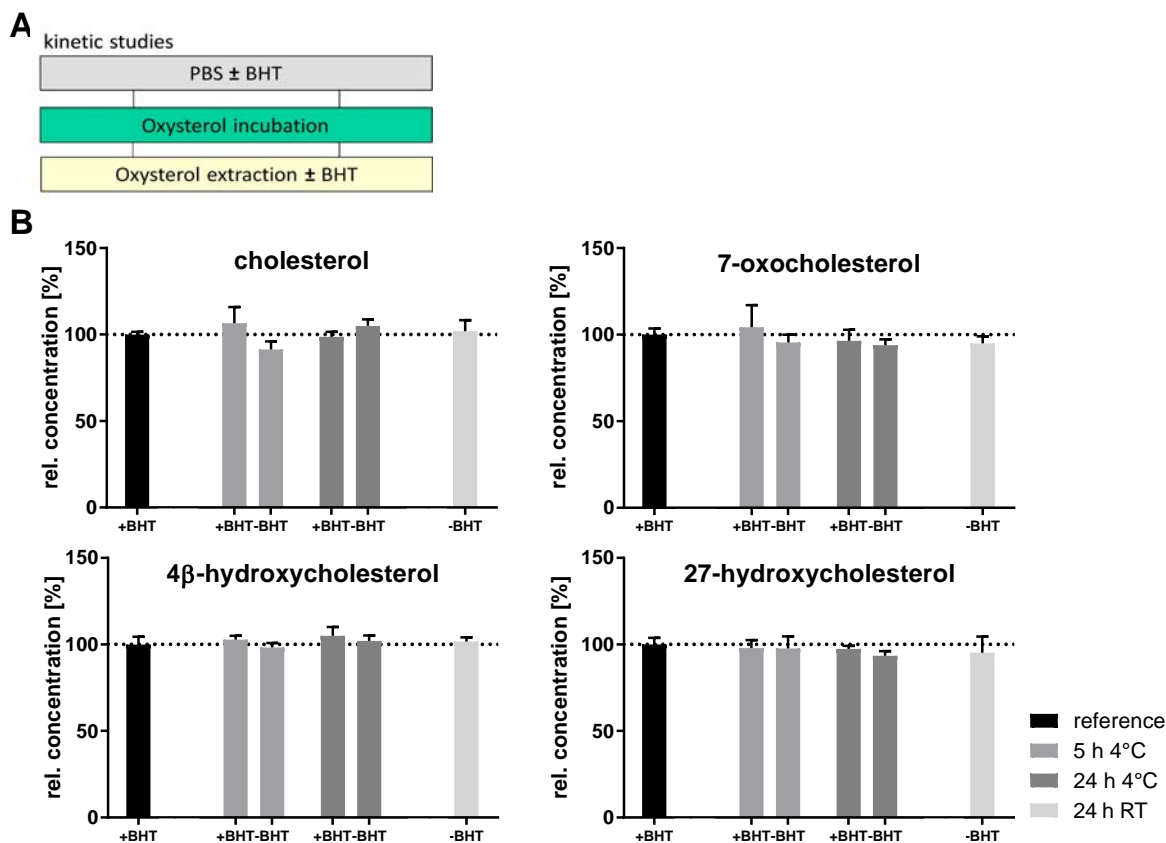 A
kinetic studies
PBS ± BHT
Oxysterol incubation
Oxysterol extraction ± BHT
B
cholesterol
rel. concentration [%]
150
100
50
0
+BHT +BHT-BHT +BHT-BHT -BHT
7-oxocholesterol
rel. concentration [%]
150
100
50
0
+BHT +BHT-BHT +BHT-BHT -BHT
4β-hydroxycholesterol
rel. concentration [%]
150
100
50
0
+BHT +BHT-BHT +BHT-BHT -BHT
27-hydroxycholesterol
rel. concentration [%]
150
100
50
0
+BHT +BHT-BHT +BHT-BHT -BHT
reference
5 h 4°C
24 h 4°C
24 h RT